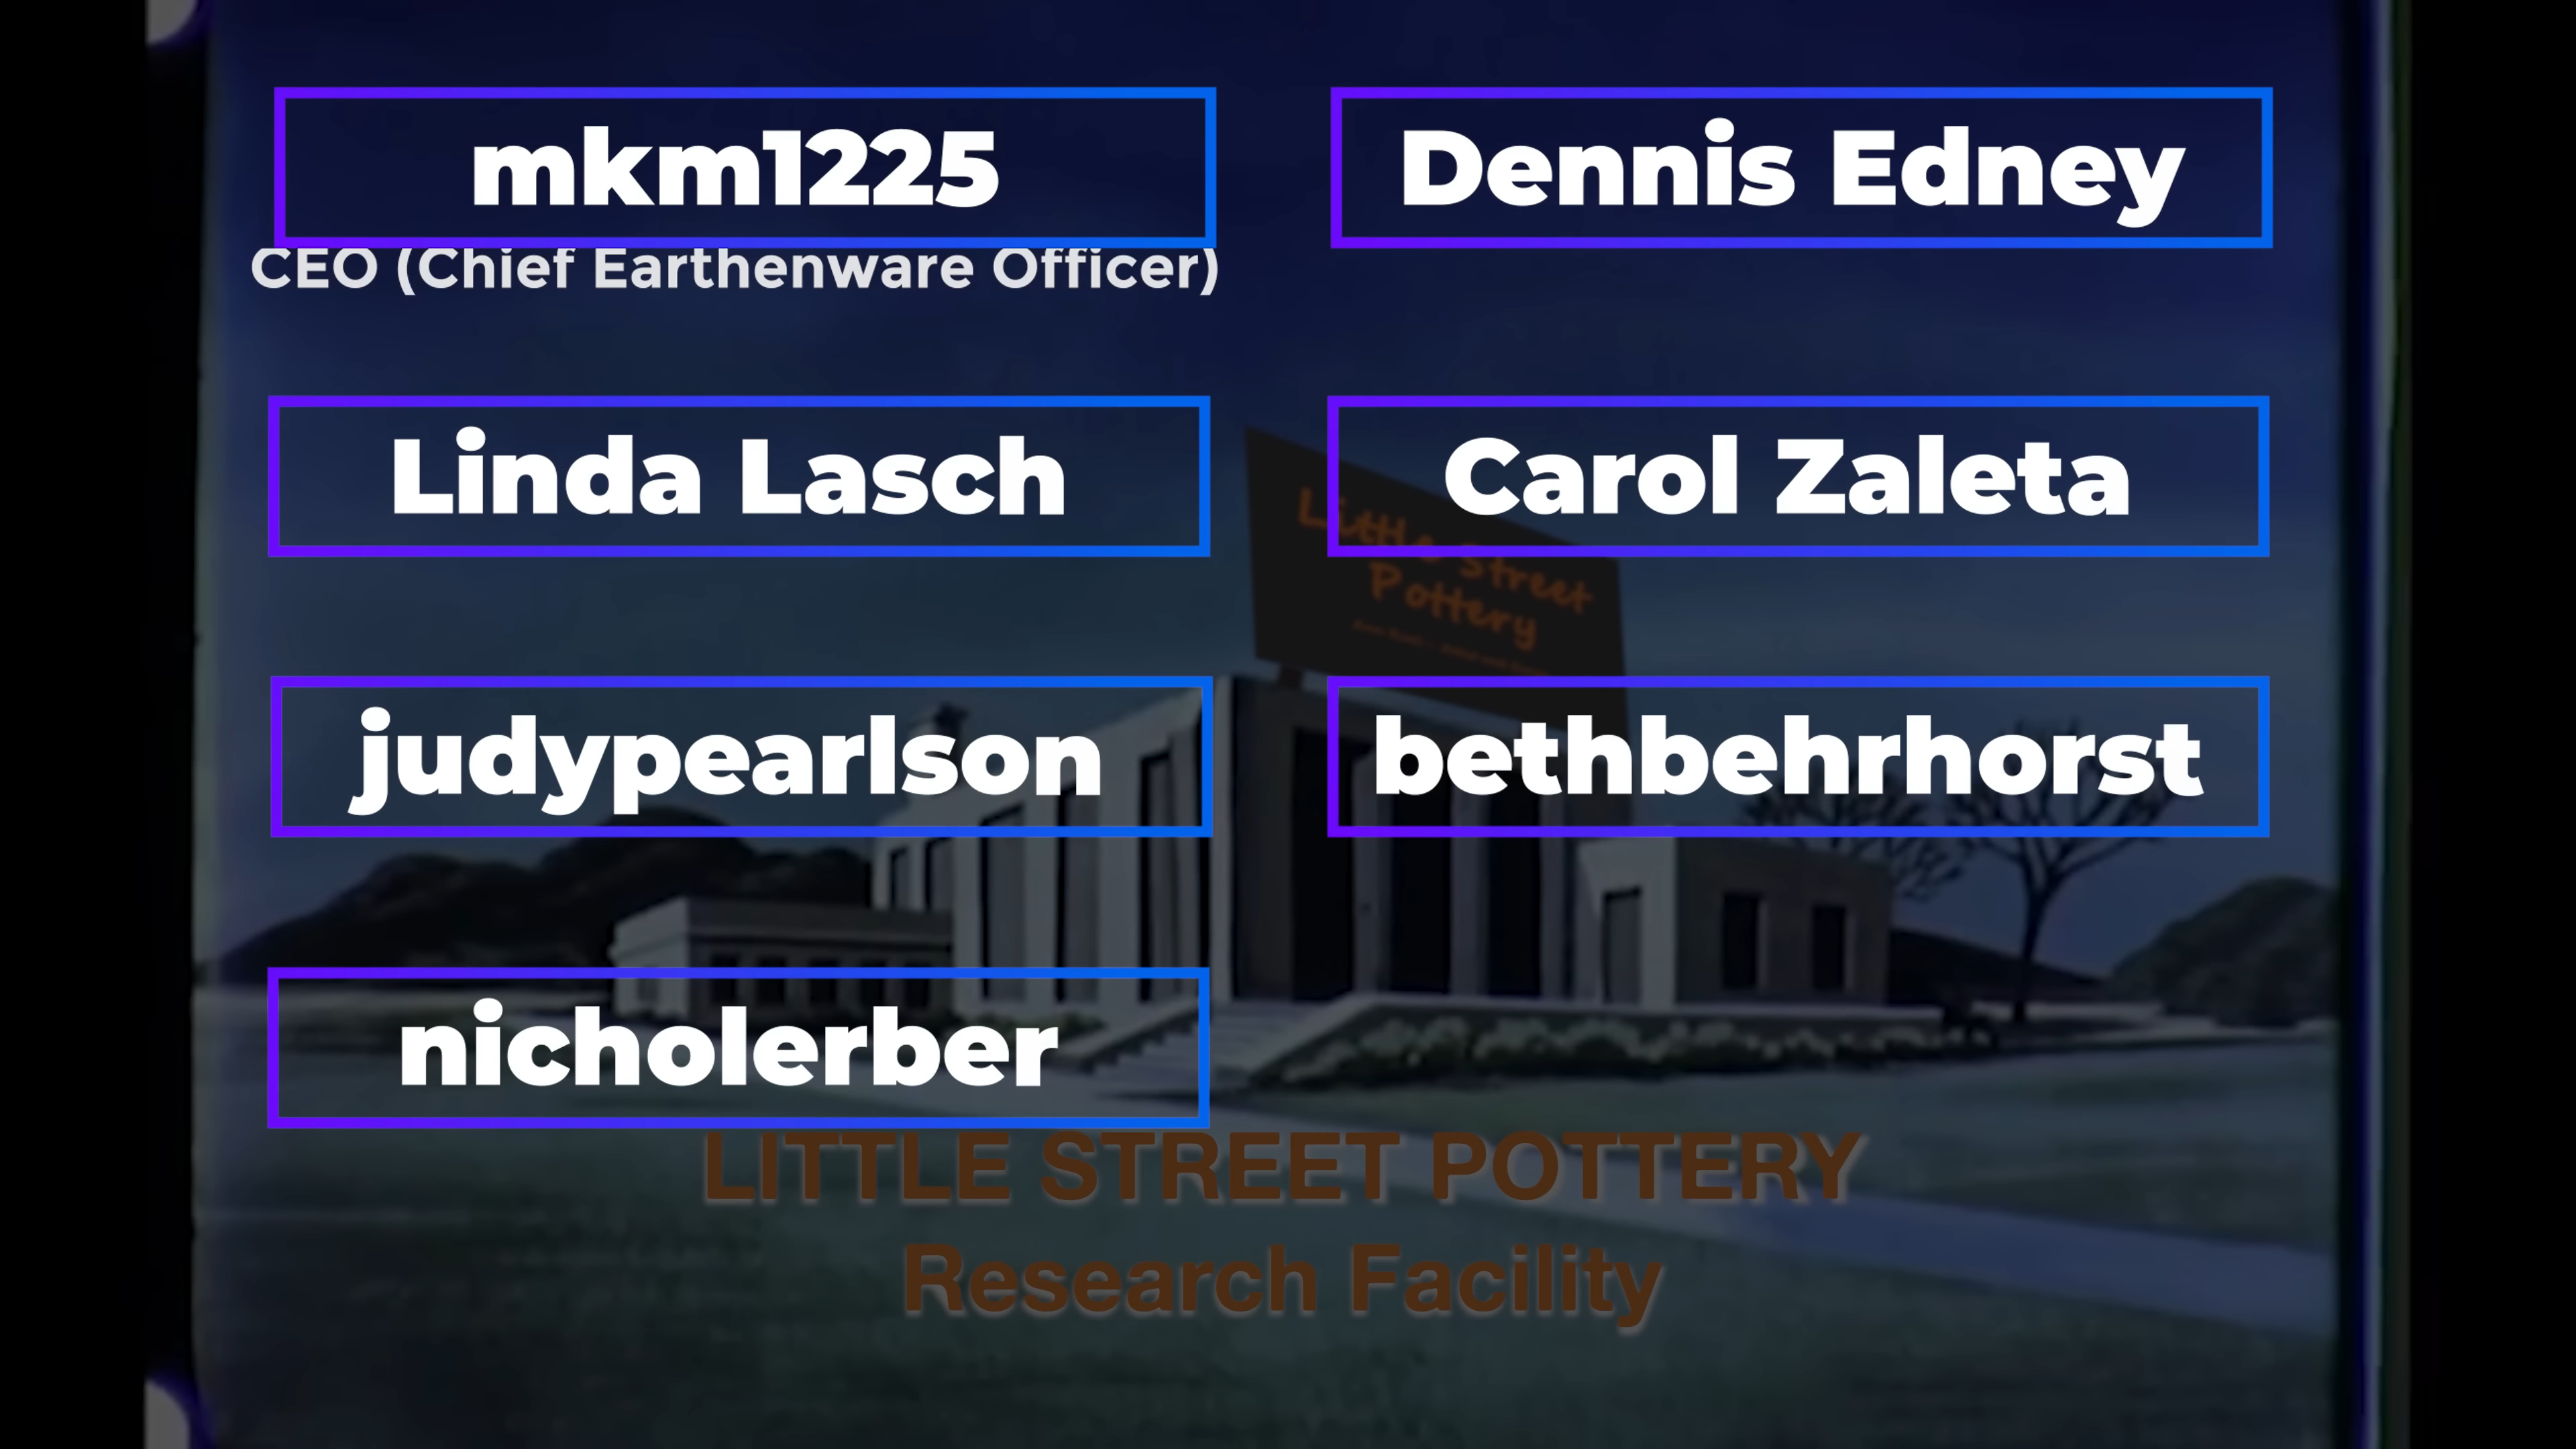 mkm1225
Dennis Edney
CEO (Chief Earthenware Officer)
Linda Lasch
Carol Zaleta
Little Street
Pottery
judypearlson
bethbehrhorst
nicholerber
LITTLE STREET POTTERY
Research Facility